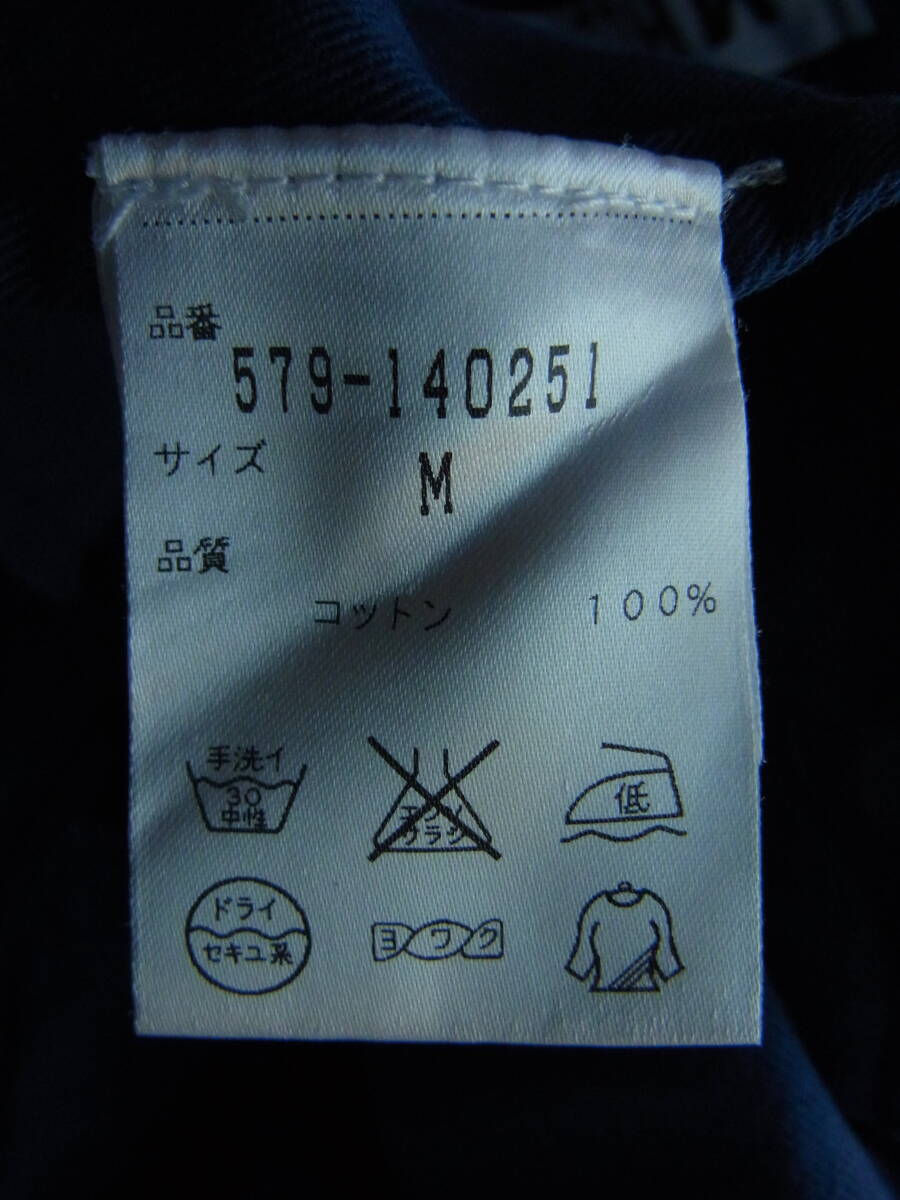 品番
579-140251
サイズ
M
品質
コットン 100%
手洗イ
30
中性
エンソ
サラシ
低
ドライ
セキユ系
ヨワク